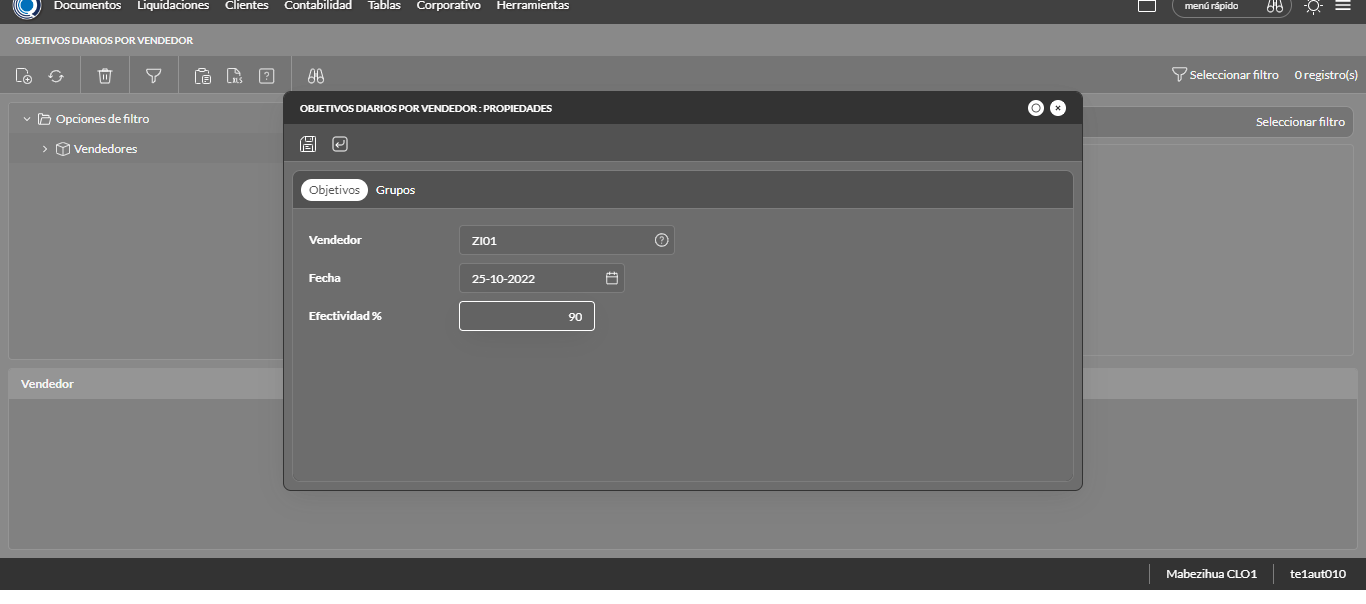 Documentos Liquidaciones Clientes Contabilidad Tablas Corporativo Herramientas menú rápido
OBJETIVOS DIARIOS POR VENDEDOR
XLS ? Seleccionar filtro 0 registro(s)
OBJETIVOS DIARIOS POR VENDEDOR : PROPIEDADES
Opciones de filtro
Seleccionar filtro
Vendedores
Objetivos Grupos
Vendedor ZI01 ?
Fecha 25-10-2022
Efectividad % 90
Vendedor
Mabezihua CLO1 te1aut010